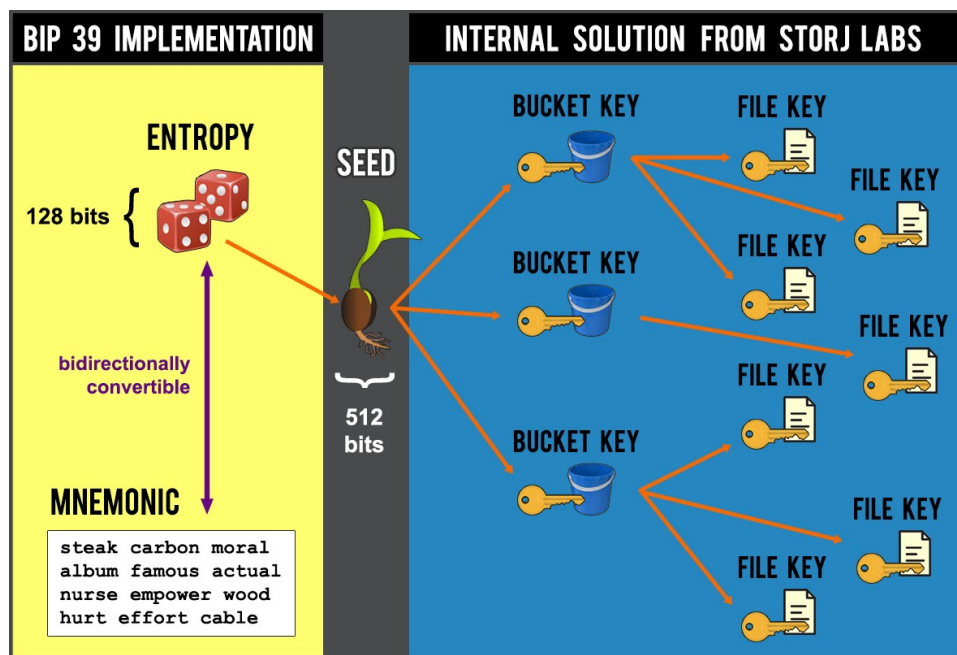 BIP 39 IMPLEMENTATION
INTERNAL SOLUTION FROM STORJ LABS
ENTROPY
128 bits
bidirectionally
convertible
MNEMONIC
steak carbon moral
album famous actual
nurse empower wood
hurt effort cable
SEED
512
bits
BUCKET KEY
FILE KEY
FILE KEY
FILE KEY
BUCKET KEY
FILE KEY
BUCKET KEY
FILE KEY
FILE KEY
FILE KEY